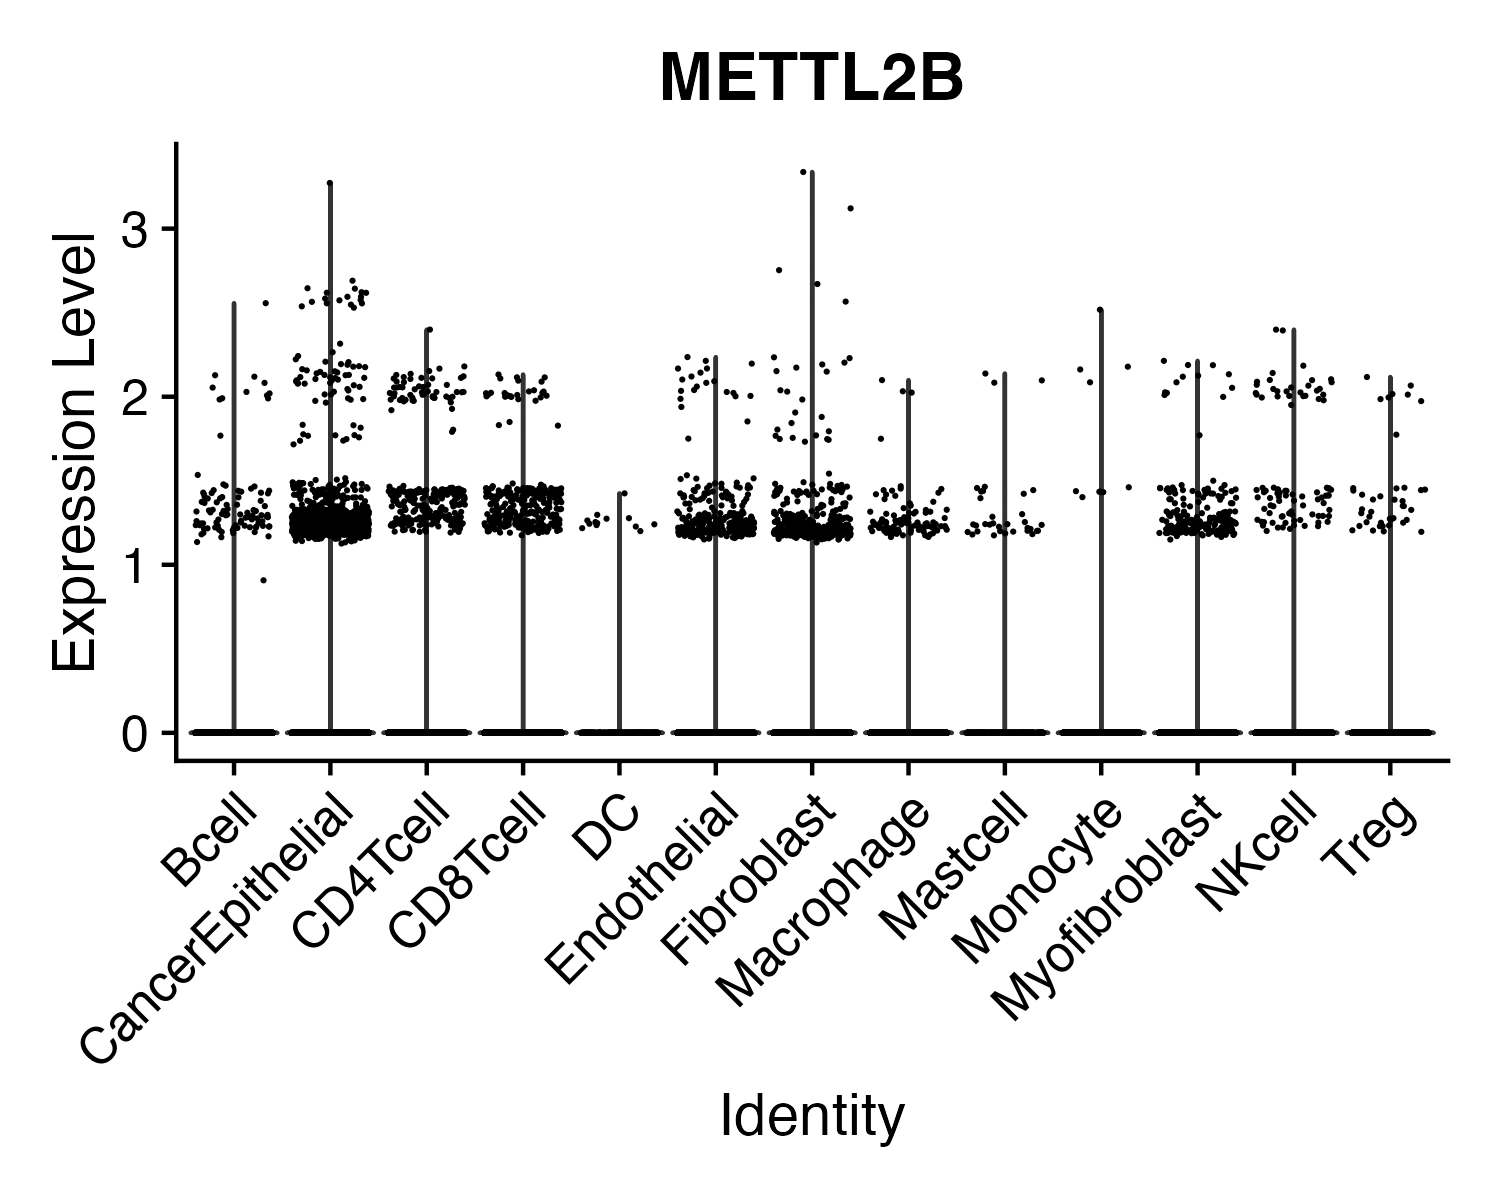 METTL2B
Expression Level
3
2
1
0
Bcell
CancerEpithelial
CD4Tcell
CD8Tcell
DC
Endothelial
Fibroblast
Macrophage
Mastcell
Monocyte
Myofibroblast
NKcell
Treg
Identity